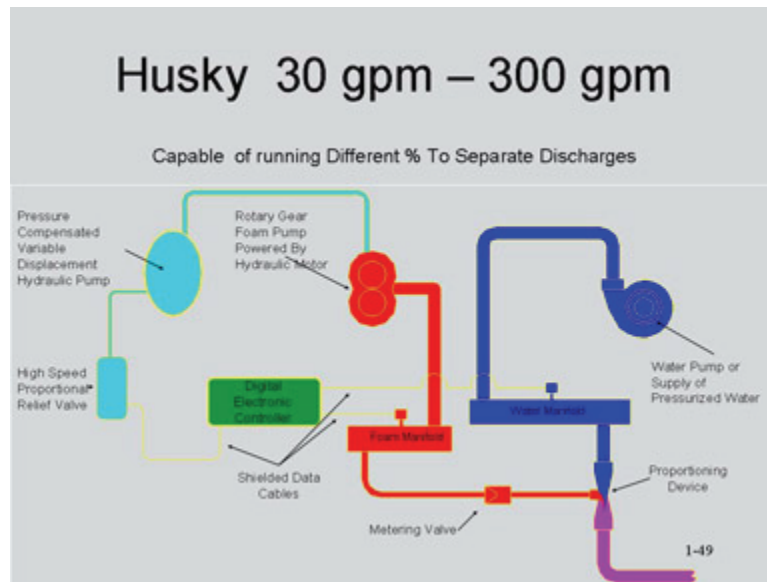 Husky 30 gpm – 300 gpm
Capable of running Different % To Separate Discharges
Pressure
Compensated
Variable
Displacement
Hydraulic Pump
Rotary Gear
Foam Pump
Powered By
Hydraulic Motor
Water Pump or
Supply of
Pressurized Water
High Speed
Proportional
Relief Valve
Digital
Electronic
Controller
Foam Manifold
Water Manifold
Shielded Data
Cables
Proportioning
Device
Metering Valve
1-49